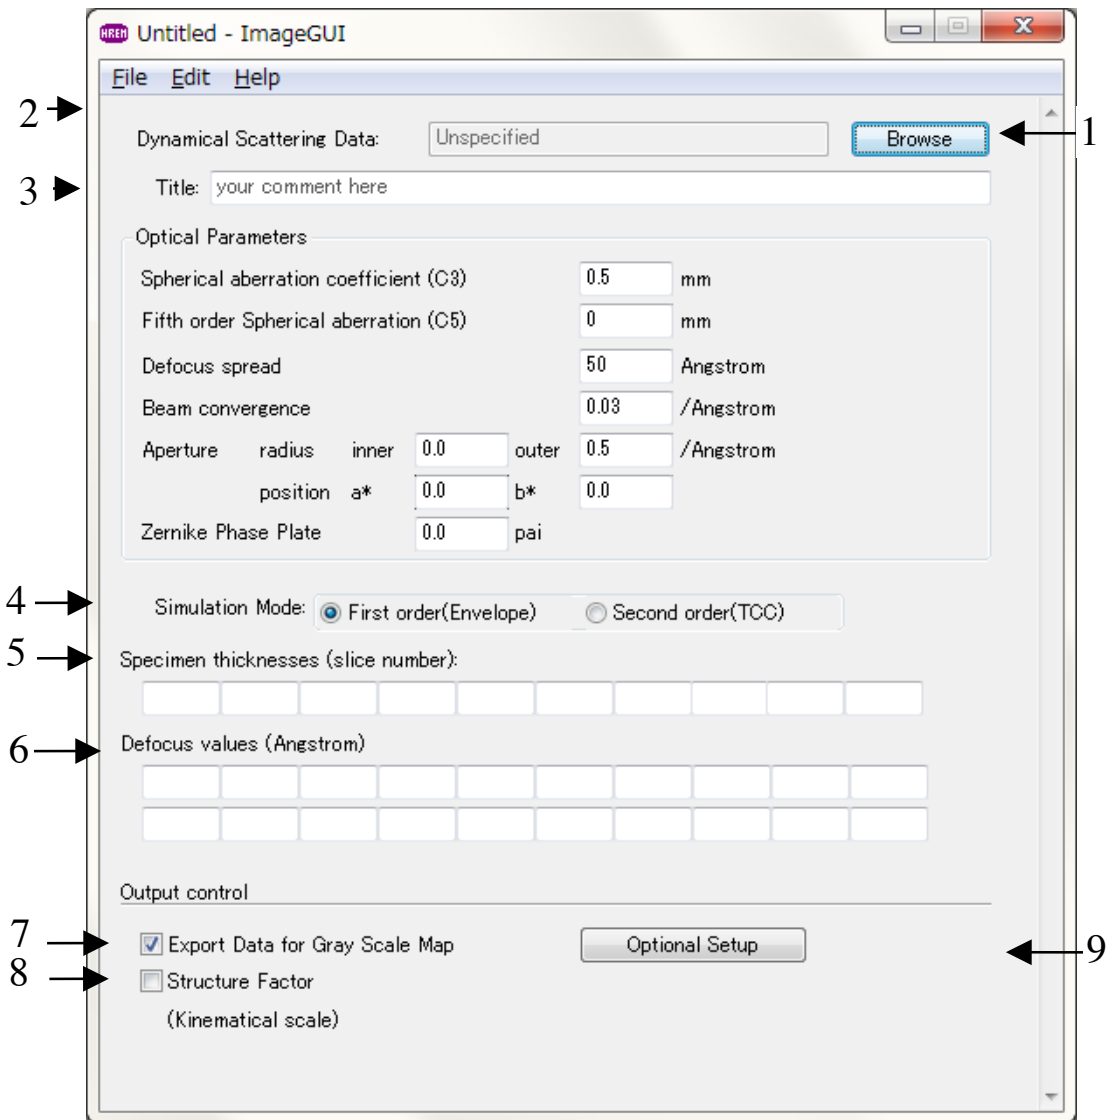 HREM Untitled - ImageGUI
File Edit Help
2
Dynamical Scattering Data: Unspecified Browse 1
3 Title: your comment here
Optical Parameters
Spherical aberration coefficient (C3) 0.5 mm
Fifth order Spherical aberration (C5) 0 mm
Defocus spread 50 Angstrom
Beam convergence 0.03 /Angstrom
Aperture radius inner 0.0 outer 0.5 /Angstrom
position a* 0.0 b* 0.0
Zernike Phase Plate 0.0 pai
4 Simulation Mode: First order(Envelope) Second order(TCC)
5 Specimen thicknesses (slice number):
6 Defocus values (Angstrom)
Output control
7 Export Data for Gray Scale Map Optional Setup 9
8 Structure Factor
(Kinematical scale)